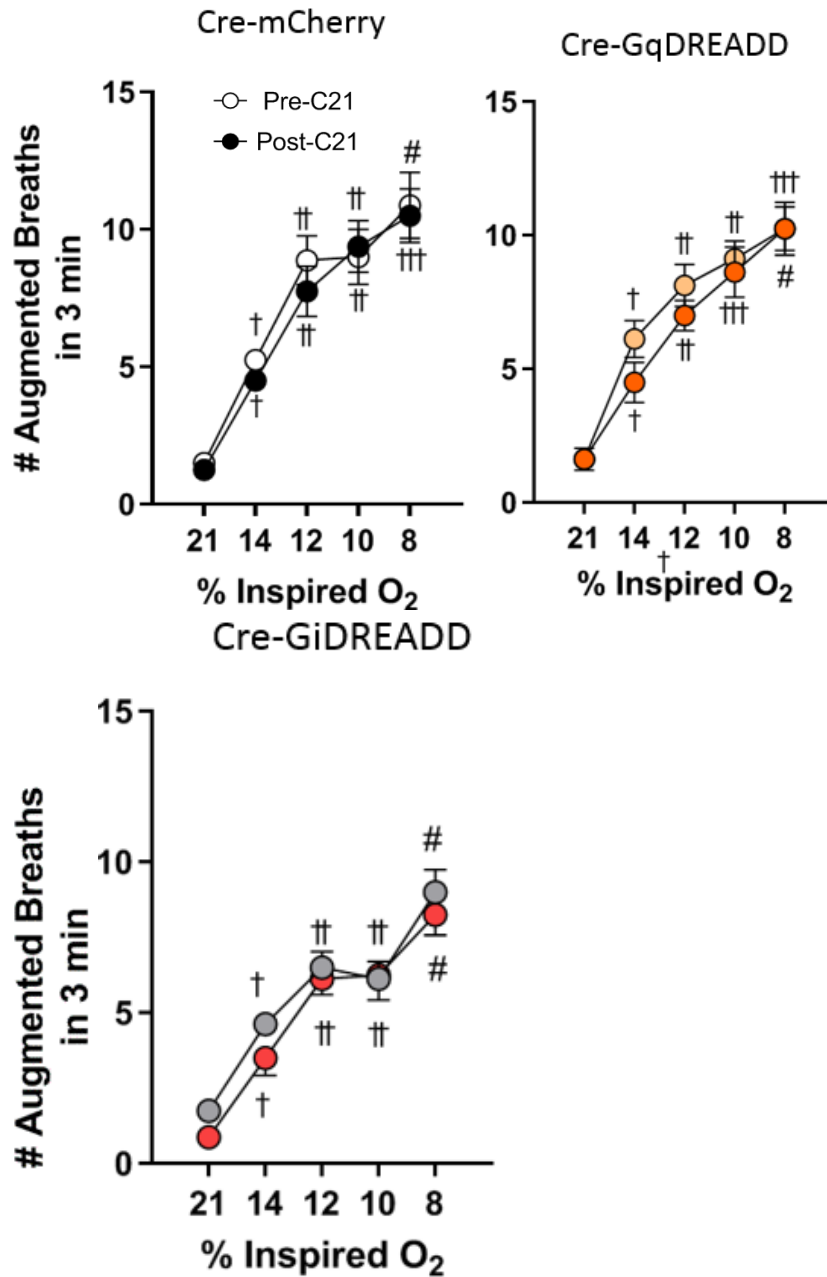 Cre-mCherry
15
# Augmented Breaths
in 3 min
Pre-C21
Post-C21
#
††
††
10
†††
†
††
††
5
†
0
21 14 12 10 8
% Inspired O2
Cre-GqDREADD
15
†††
††
††
10
#
†
†††
††
5
†
0
21 14 12 10 8
†
% Inspired O2
Cre-GiDREADD
15
# Augmented Breaths
in 3 min
#
10
††
††
†
#
5
††
††
†
0
21 14 12 10 8
% Inspired O2